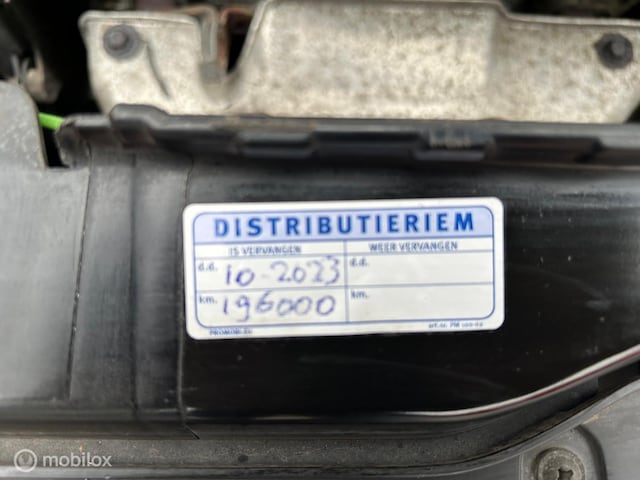 DISTRIBUTIERIEM
IS VERVANGEN WEER VERVANGEN
d.d. 10-2023 d.d.
km. 196000 km.
mobilox